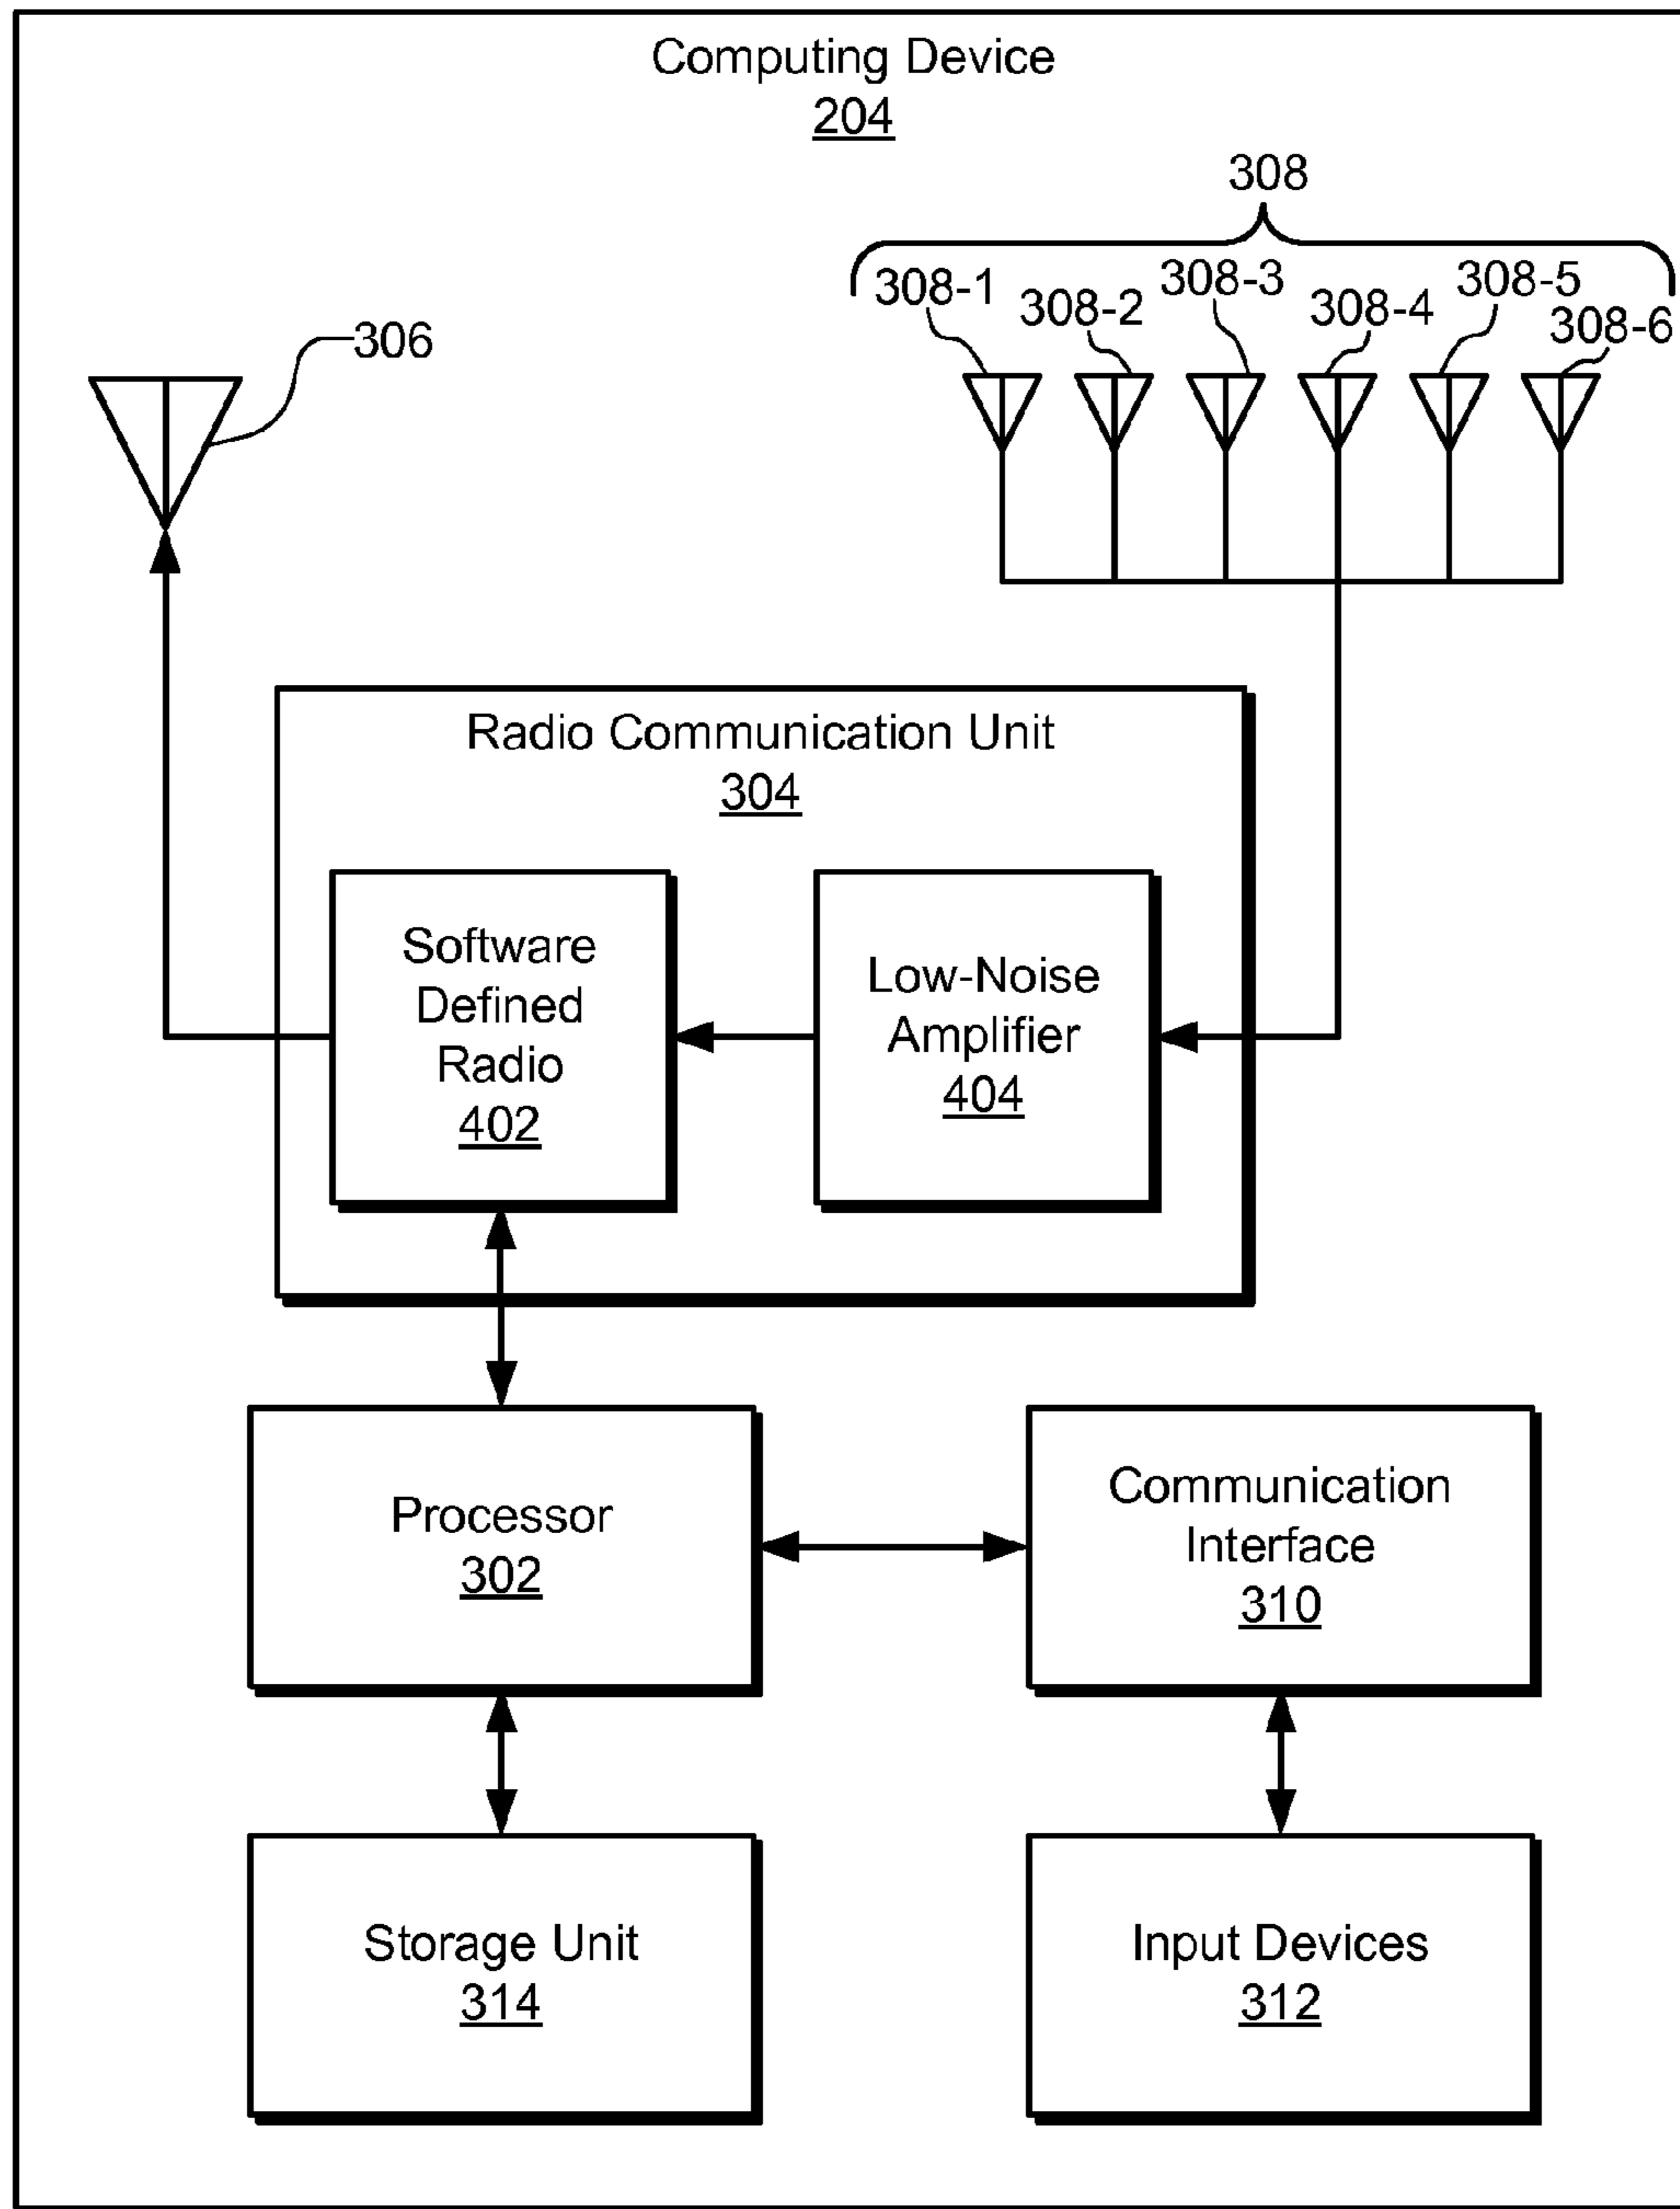 Computing Device
204
308
308-1
308-2
308-3
308-4
308-5
308-6
306
Radio Communication Unit
304
Software
Defined
Radio
402
Low-Noise
Amplifier
404
Processor
302
Communication
Interface
310
Storage Unit
314
Input Devices
312